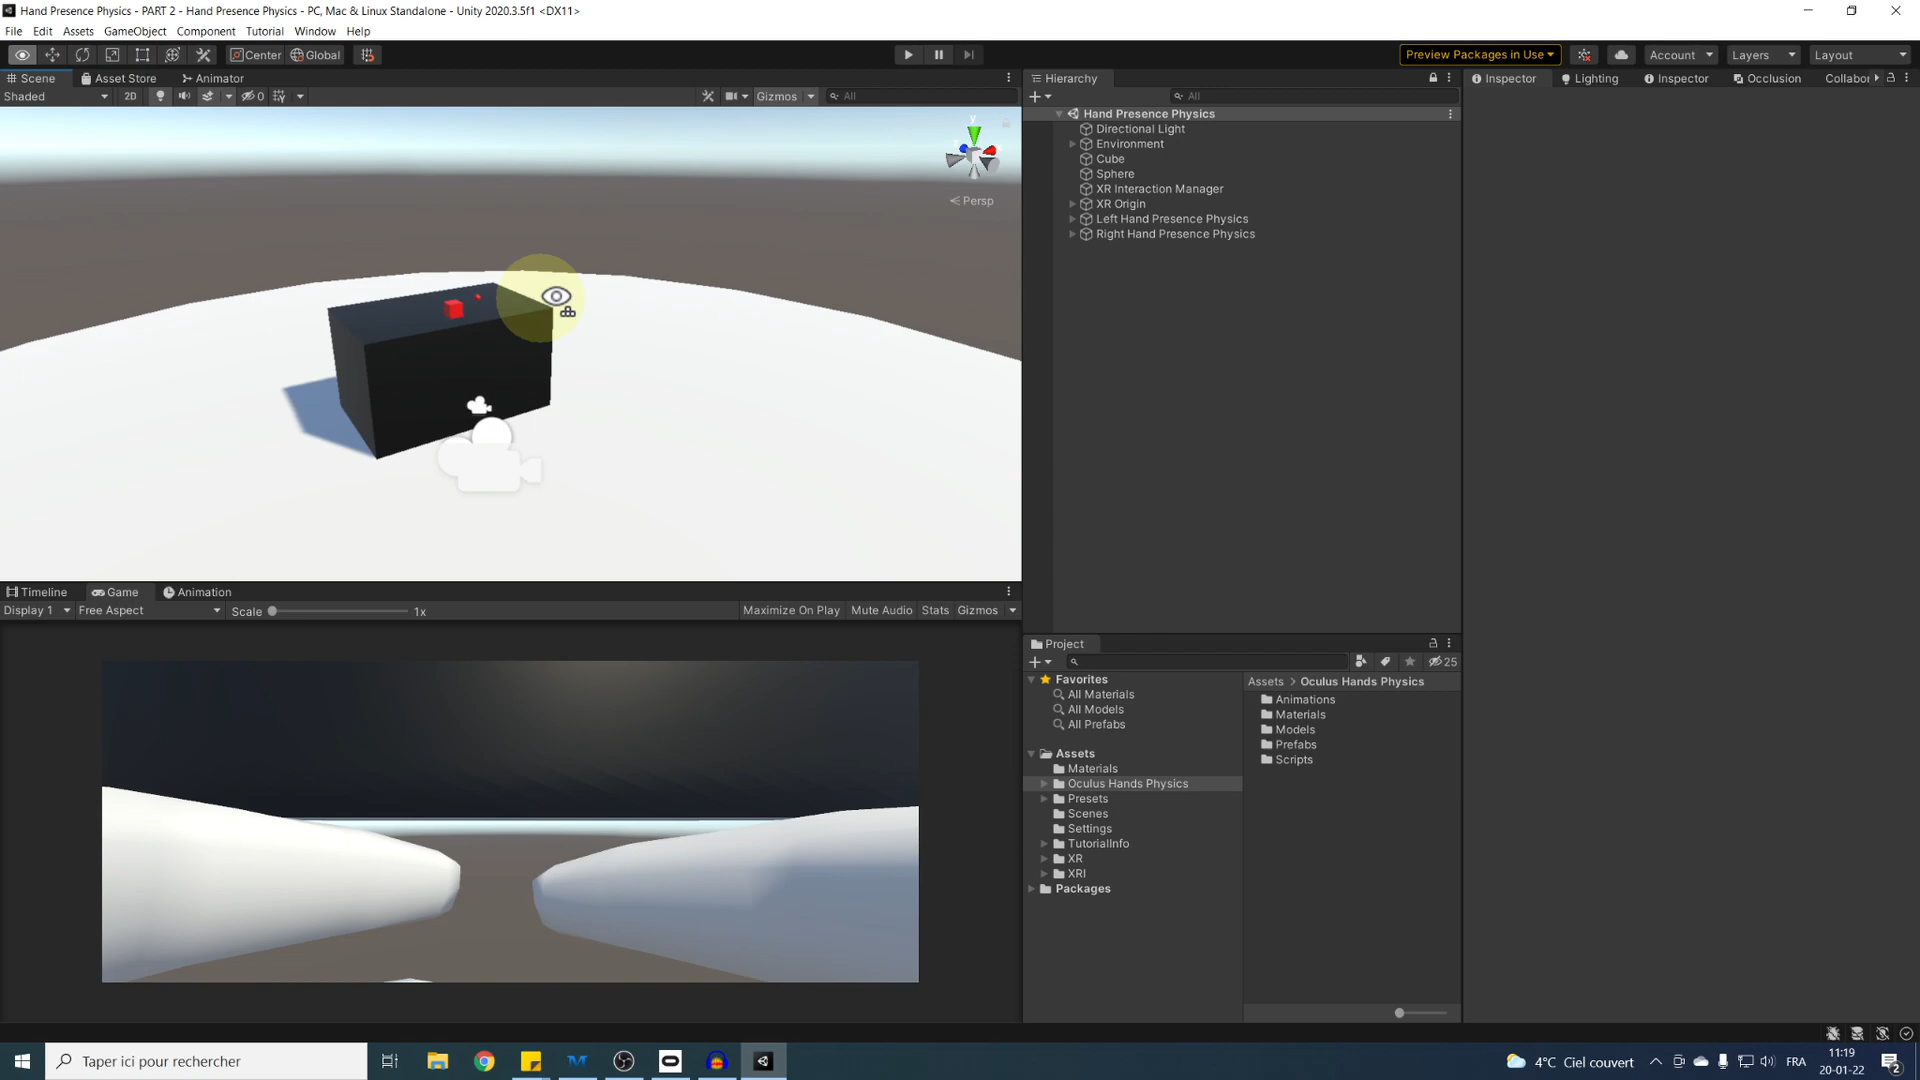 Hand Presence Physics - PART 2 - Hand Presence Physics - PC, Mac & Linux Standalone - Unity 2020.3.5f1 <DX11>
File Edit Assets GameObject Component Tutorial Window Help
Center Global Preview Packages in Use Account Layers Layout
Scene Asset Store Animator
Shaded 2D 0 Gizmos All
y
Persp
Hierarchy
All
Hand Presence Physics
Directional Light
Environment
Cube
Sphere
XR Interaction Manager
XR Origin
Left Hand Presence Physics
Right Hand Presence Physics
Inspector Lighting Inspector Occlusion Collabor
Timeline Game Animation
Display 1 Free Aspect Scale 1x Maximize On Play Mute Audio Stats Gizmos
Project
25
Favorites
All Materials
All Models
All Prefabs
Assets
Materials
Oculus Hands Physics
Presets
Scenes
Settings
TutorialInfo
XR
XRI
Packages
Assets > Oculus Hands Physics
Animations
Materials
Models
Prefabs
Scripts
Taper ici pour rechercher
4°C Ciel couvert
FRA
11:19
20-01-22
2